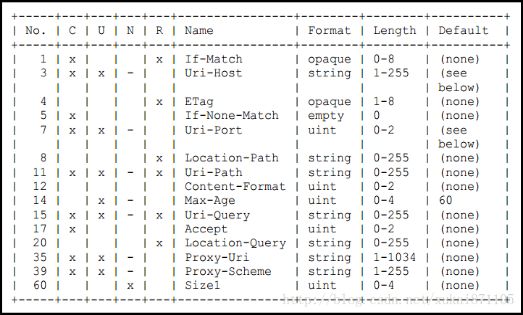 +-----+---+---+---+---+----------------+--------+--------+----------+
| No. | C | U | N | R | Name           | Format | Length | Default  |
+-----+---+---+---+---+----------------+--------+--------+----------+
|   1 | x |   |   | x | If-Match       | opaque | 0-8    | (none)   |
|   3 | x | x | - |   | Uri-Host       | string | 1-255  | (see     |
|     |   |   |   |   |                |        |        | below)   |
|   4 |   |   |   | x | ETag           | opaque | 1-8    | (none)   |
|   5 | x |   |   |   | If-None-Match  | empty  | 0      | (none)   |
|   7 | x | x | - |   | Uri-Port       | uint   | 0-2    | (see     |
|     |   |   |   |   |                |        |        | below)   |
|   8 |   |   |   | x | Location-Path  | string | 0-255  | (none)   |
|  11 | x | x | - | x | Uri-Path       | string | 0-255  | (none)   |
|  12 |   |   |   |   | Content-Format | uint   | 0-2    | (none)   |
|  14 |   | x | - |   | Max-Age        | uint   | 0-4    | 60       |
|  15 | x | x | - | x | Uri-Query      | string | 0-255  | (none)   |
|  17 | x |   |   |   | Accept         | uint   | 0-2    | (none)   |
|  20 |   |   |   | x | Location-Query | string | 0-255  | (none)   |
|  35 | x | x | - |   | Proxy-Uri      | string | 1-1034 | (none)   |
|  39 | x | x | - |   | Proxy-Scheme   | string | 1-255  | (none)   |
|  60 |   |   | x |   | Size1          | uint   | 0-4    | (none)   |
+-----+---+---+---+---+----------------+--------+--------+----------+